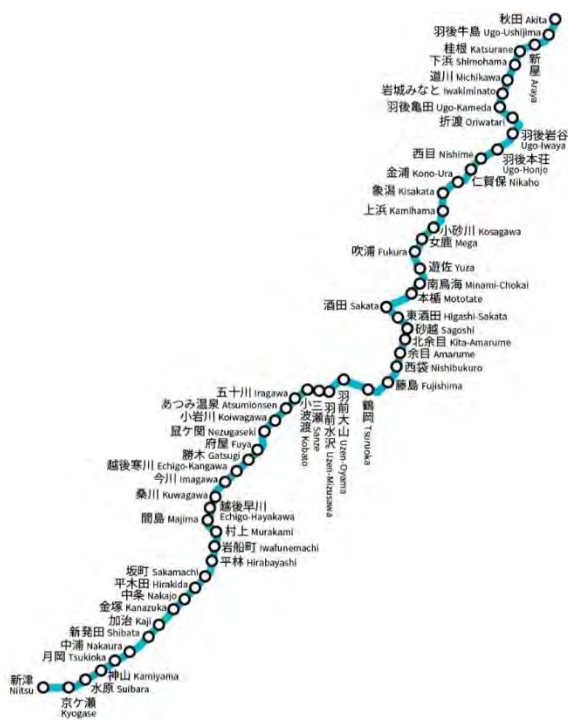 秋田 Akita
羽後牛島 Ugo-Ushijima
新屋 Araya
桂根 Katsurane
下浜 Shimohama
道川 Michikawa
岩城みなと Iwakiminato
羽後亀田 Ugo-Kameda
折渡 Oriwatari
羽後岩谷
Ugo-Iwaya
羽後本荘
Ugo-Honjo
西目 Nishime
仁賀保 Nikaho
金浦 Kono-Ura
象潟 Kisakata
上浜 Kamihama
小砂川 Kosagawa
女鹿 Mega
吹浦 Fukura
遊佐 Yuza
南鳥海 Minami-Chokai
本楯 Mototate
酒田 Sakata
東酒田 Higashi-Sakata
砂越 Sagoshi
北余目 Kita-Amarume
余目 Amarume
西袋 Nishibukuro
藤島 Fujishima
鶴岡 Tsuruoka
羽前大山 Uzen-Oyama
羽前水沢 Uzen-Mizusawa
三瀬 Sanze
小波渡 Kobato
五十川 Iragawa
あつみ温泉 Atsumionsen
小岩川 Koiwagawa
鼠ケ関 Nezugaseki
府屋 Fuya
勝木 Gatsugi
越後寒川 Echigo-Kangawa
今川 Imagawa
桑川 Kuwagawa
越後早川
Echigo-Hayakawa
間島 Majima
村上 Murakami
岩船町 Iwafunemachi
平林 Hirabayashi
坂町 Sakamachi
平木田 Hirakida
中条 Nakajo
金塚 Kanazuka
加治 Kaji
新発田 Shibata
中浦 Nakaura
月岡 Tsukioka
神山 Kamiyama
水原 Suibara
京ケ瀬
Kyogase
新津
Niitsu